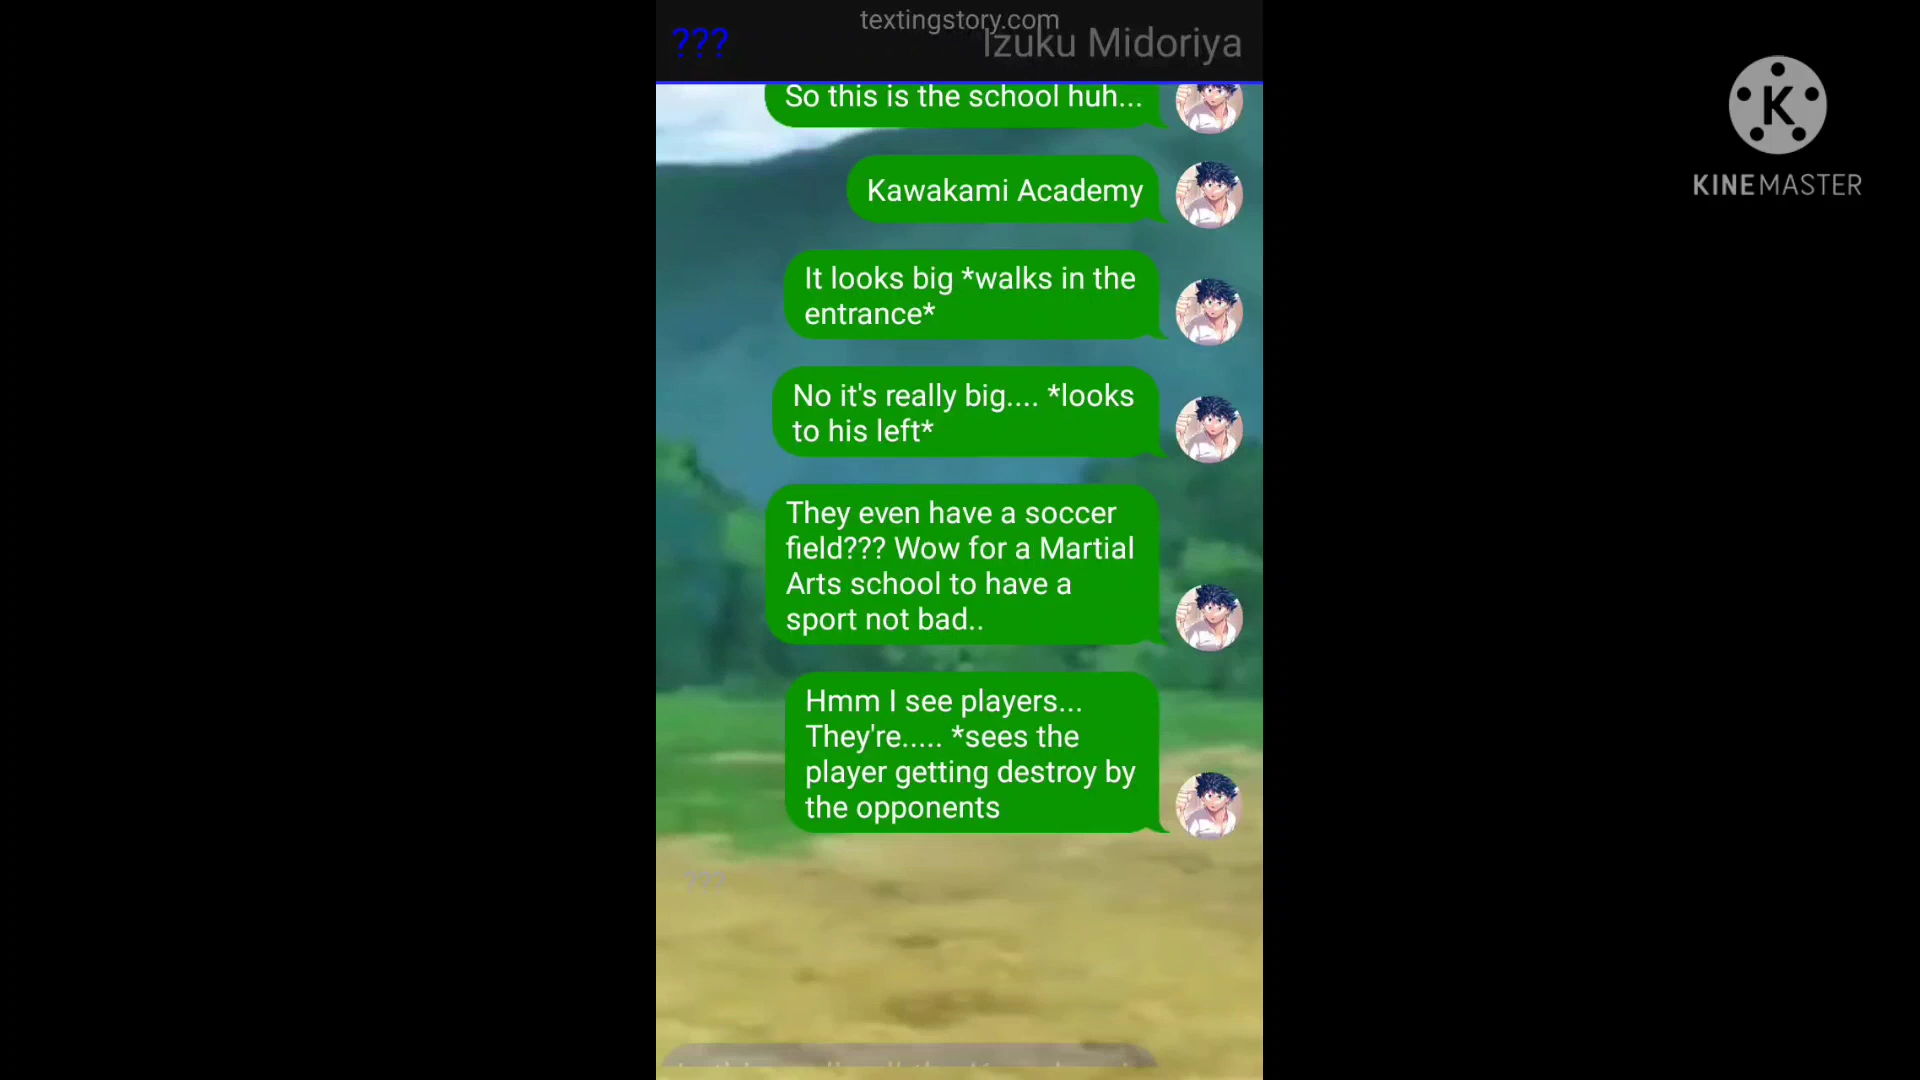 textingstory.com
???
Izuku Midoriya
So this is the school huh...
Kawakami Academy
It looks big *walks in the
entrance*
No it's really big.... *looks
to his left*
They even have a soccer
field??? Wow for a Martial
Arts school to have a
sport not bad..
Hmm I see players...
They're..... *sees the
player getting destroy by
the opponents
???
K
KINEMASTER